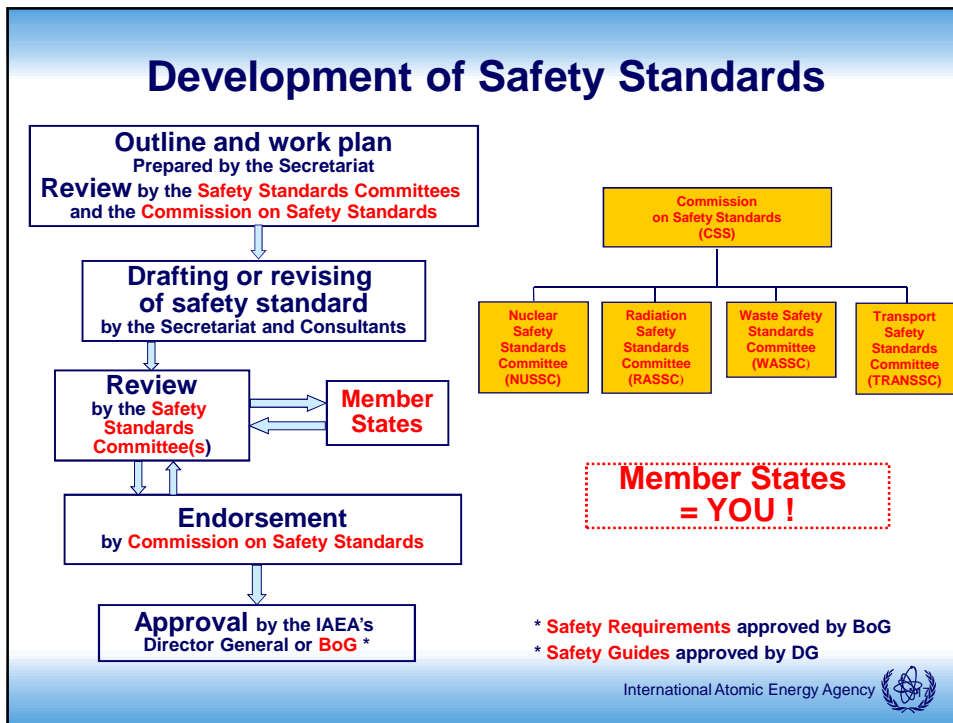 Development of Safety Standards
Outline and work plan
Prepared by the Secretariat
Review by the Safety Standards Committees
and the Commission on Safety Standards
Drafting or revising
of safety standard
by the Secretariat and Consultants
Review
by the Safety
Standards
Committee(s)
Member
States
Endorsement
by Commission on Safety Standards
Approval by the IAEA's
Director General or BoG *
Commission
on Safety Standards
(CSS)
Nuclear
Safety
Standards
Committee
(NUSSC)
Radiation
Safety
Standards
Committee
(RASSC)
Waste Safety
Standards
Committee
(WASSC)
Transport
Safety
Standards
Committee
(TRANSSC)
Member States
= YOU !
* Safety Requirements approved by BoG
* Safety Guides approved by DG
International Atomic Energy Agency
17